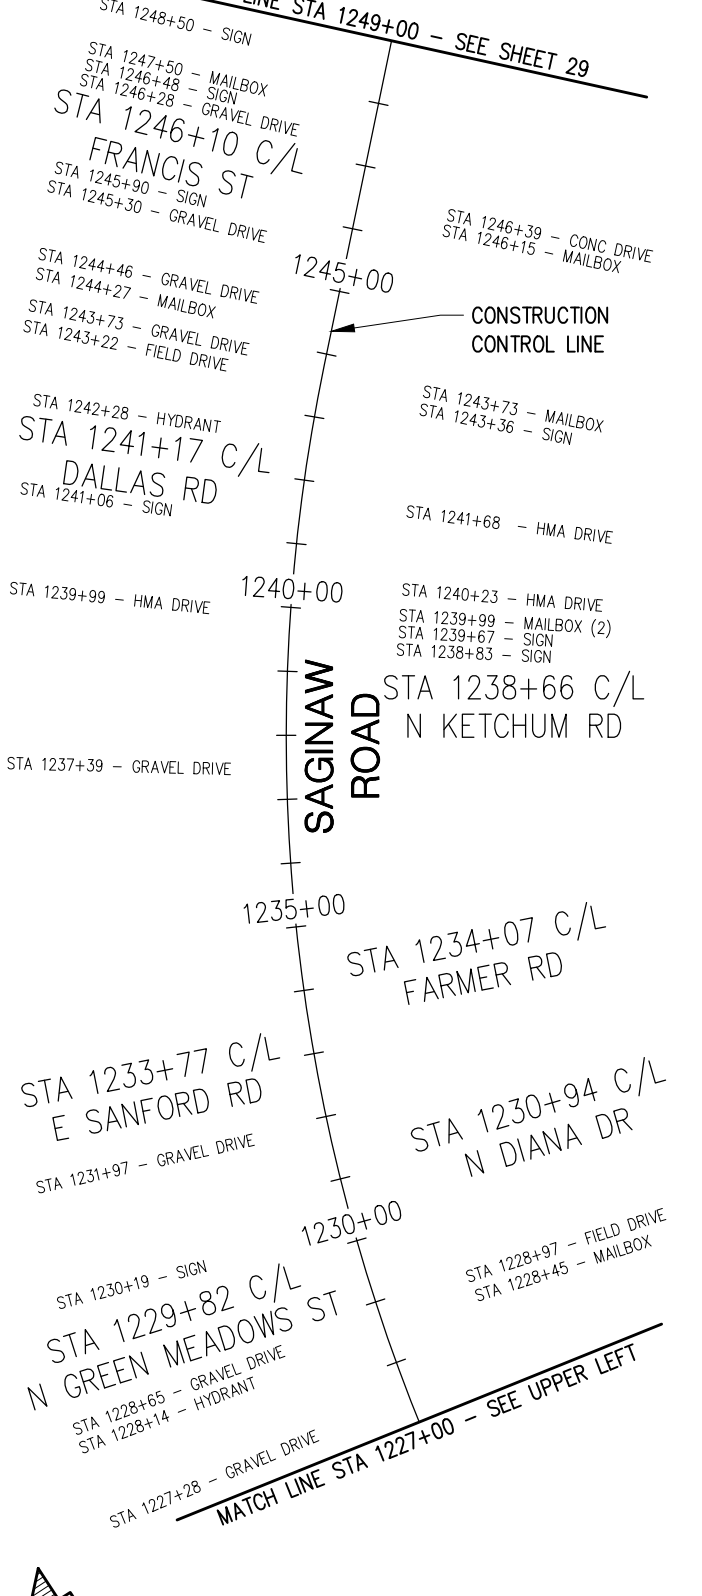 STA 1248+50 – SIGN
LINE STA 1249+00 – SEE SHEET 29
STA 1247+50 – MAILBOX
STA 1246+48 – SIGN
STA 1246+28 – GRAVEL DRIVE
STA 1246+10 C/L
FRANCIS ST
STA 1245+90 – SIGN
STA 1245+30 – GRAVEL DRIVE
STA 1246+39 – CONC DRIVE
STA 1246+15 – MAILBOX
1245+00
STA 1244+46 – GRAVEL DRIVE
STA 1244+27 – MAILBOX
STA 1243+73 – GRAVEL DRIVE
STA 1243+22 – FIELD DRIVE
CONSTRUCTION
CONTROL LINE
STA 1243+73 – MAILBOX
STA 1243+36 – SIGN
STA 1242+28 – HYDRANT
STA 1241+17 C/L
DALLAS RD
STA 1241+06 – SIGN
STA 1241+68 – HMA DRIVE
STA 1239+99 – HMA DRIVE
1240+00
STA 1240+23 – HMA DRIVE
STA 1239+99 – MAILBOX (2)
STA 1239+67 – SIGN
STA 1238+83 – SIGN
STA 1238+66 C/L
N KETCHUM RD
SAGINAW
ROAD
STA 1237+39 – GRAVEL DRIVE
1235+00
STA 1234+07 C/L
FARMER RD
STA 1233+77 C/L
E SANFORD RD
STA 1231+97 – GRAVEL DRIVE
STA 1230+94 C/L
N DIANA DR
1230+00
STA 1228+97 – FIELD DRIVE
STA 1228+45 – MAILBOX
STA 1230+19 – SIGN
STA 1229+82 C/L
N GREEN MEADOWS ST
STA 1228+65 – GRAVEL DRIVE
STA 1228+14 – HYDRANT
STA 1227+28 – GRAVEL DRIVE
MATCH LINE STA 1227+00 – SEE UPPER LEFT